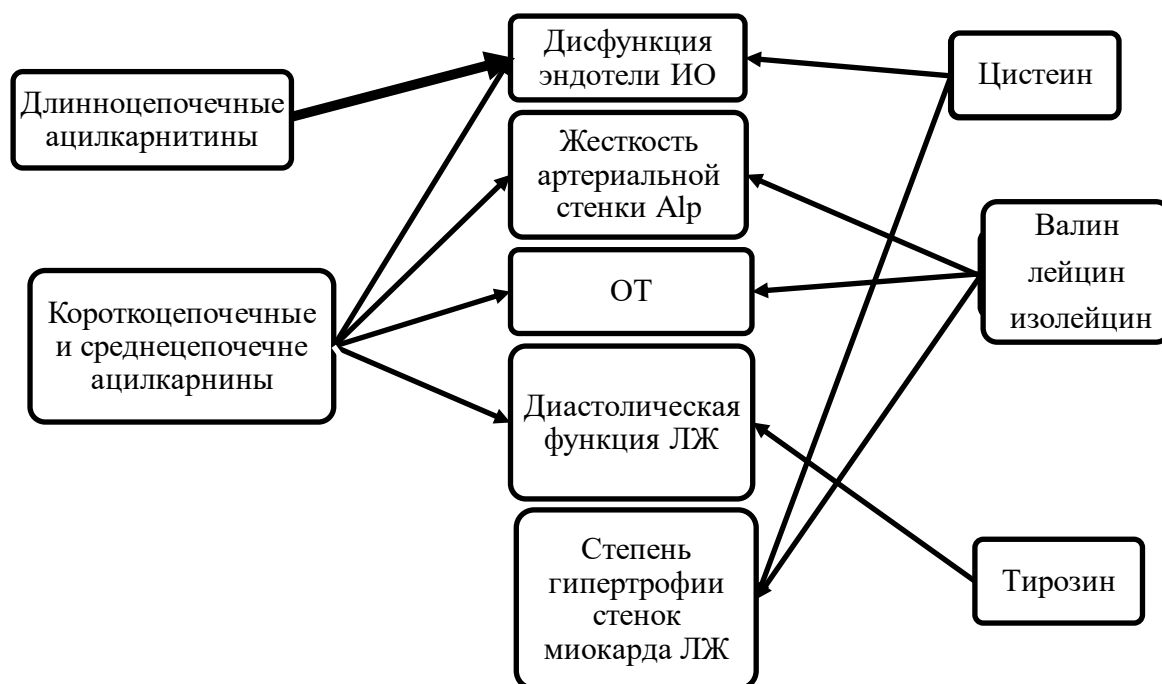 Длинноцепочечные
ацилкарнитины
Короткоцепочечные
и среднецепочечне
ацилкарнины
Дисфункция
эндотели ИО
Жесткость
артериальной
стенки Alp
ОТ
Диастолическая
функция ЛЖ
Степень
гипертрофии
стенок
миокарда ЛЖ
Цистеин
Валин
лейцин
изолейцин
Тирозин